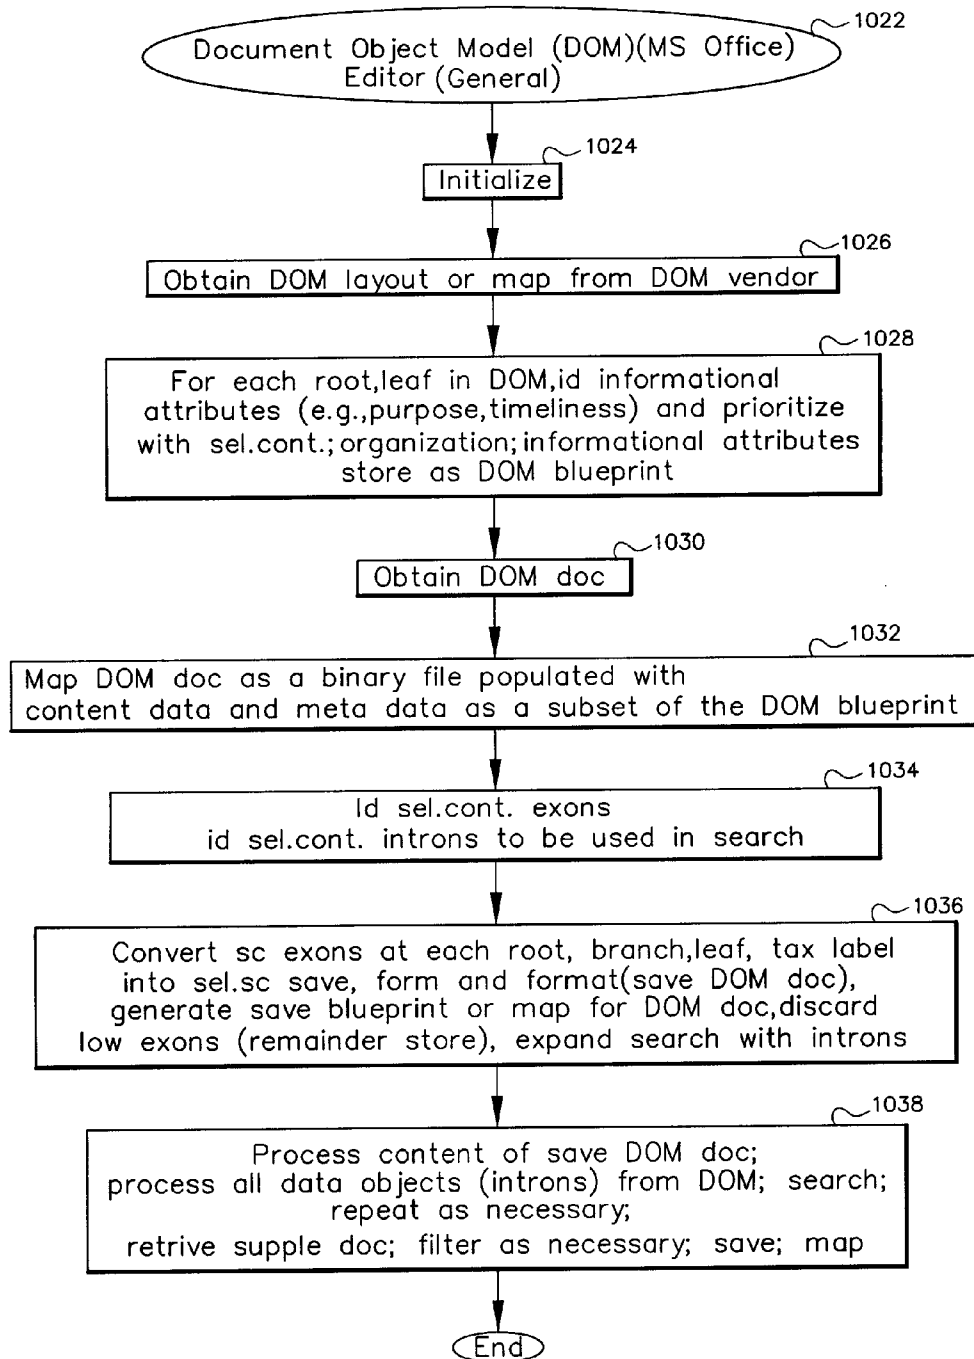 1022
Document Object Model (DOM)(MS Office)
Editor (General)
1024
Initialize
1026
Obtain DOM layout or map from DOM vendor
1028
For each root,leaf in DOM,id informational
attributes (e.g.,purpose,timeliness) and prioritize
with sel.cont.;organization;informational attributes
store as DOM blueprint
1030
Obtain DOM doc
1032
Map DOM doc as a binary file populated with
content data and meta data as a subset of the DOM blueprint
1034
Id sel.cont. exons
id sel.cont. introns to be used in search
1036
Convert sc exons at each root, branch,leaf, tax label
into sel.sc save, form and format(save DOM doc),
generate save blueprint or map for DOM doc,discard
low exons (remainder store), expand search with introns
1038
Process content of save DOM doc;
process all data objects (introns) from DOM; search;
repeat as necessary;
retrive supple doc; filter as necessary; save; map
End